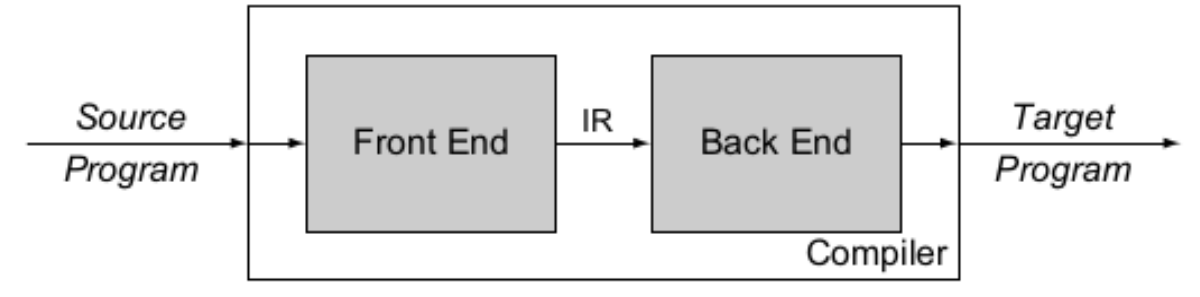 Source
Program
Front End
IR
Back End
Target
Program
Compiler